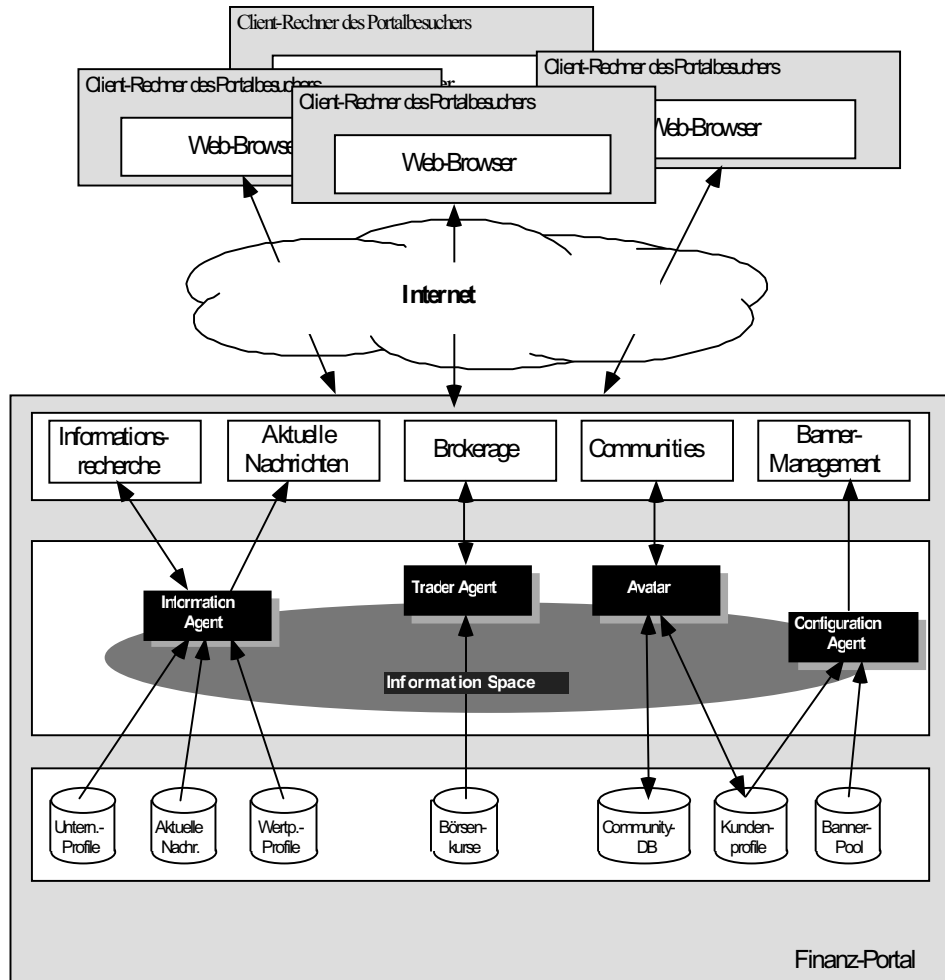 Client-Rechner des Portalbesuchers
Client-Rechner des Portalbesuchers
Client-Rechner des Portalbesuchers
Client-Rechner des Portalbesuchers
Web-Browse
Web-Browser
Web-Browser
Internet
Informations-
recherche
Aktuelle
Nachrichten
Brokerage
Communities
Banner-
Management
Information
Agent
Trader Agent
Avatar
Configuration
Agent
Information Space
Untern.-
Profile
Aktuelle
Nachr.
Wertp.-
Profile
Börsen-
kurse
Community-
DB
Kunden-
profile
Banner-
Pool
Finanz-Portal